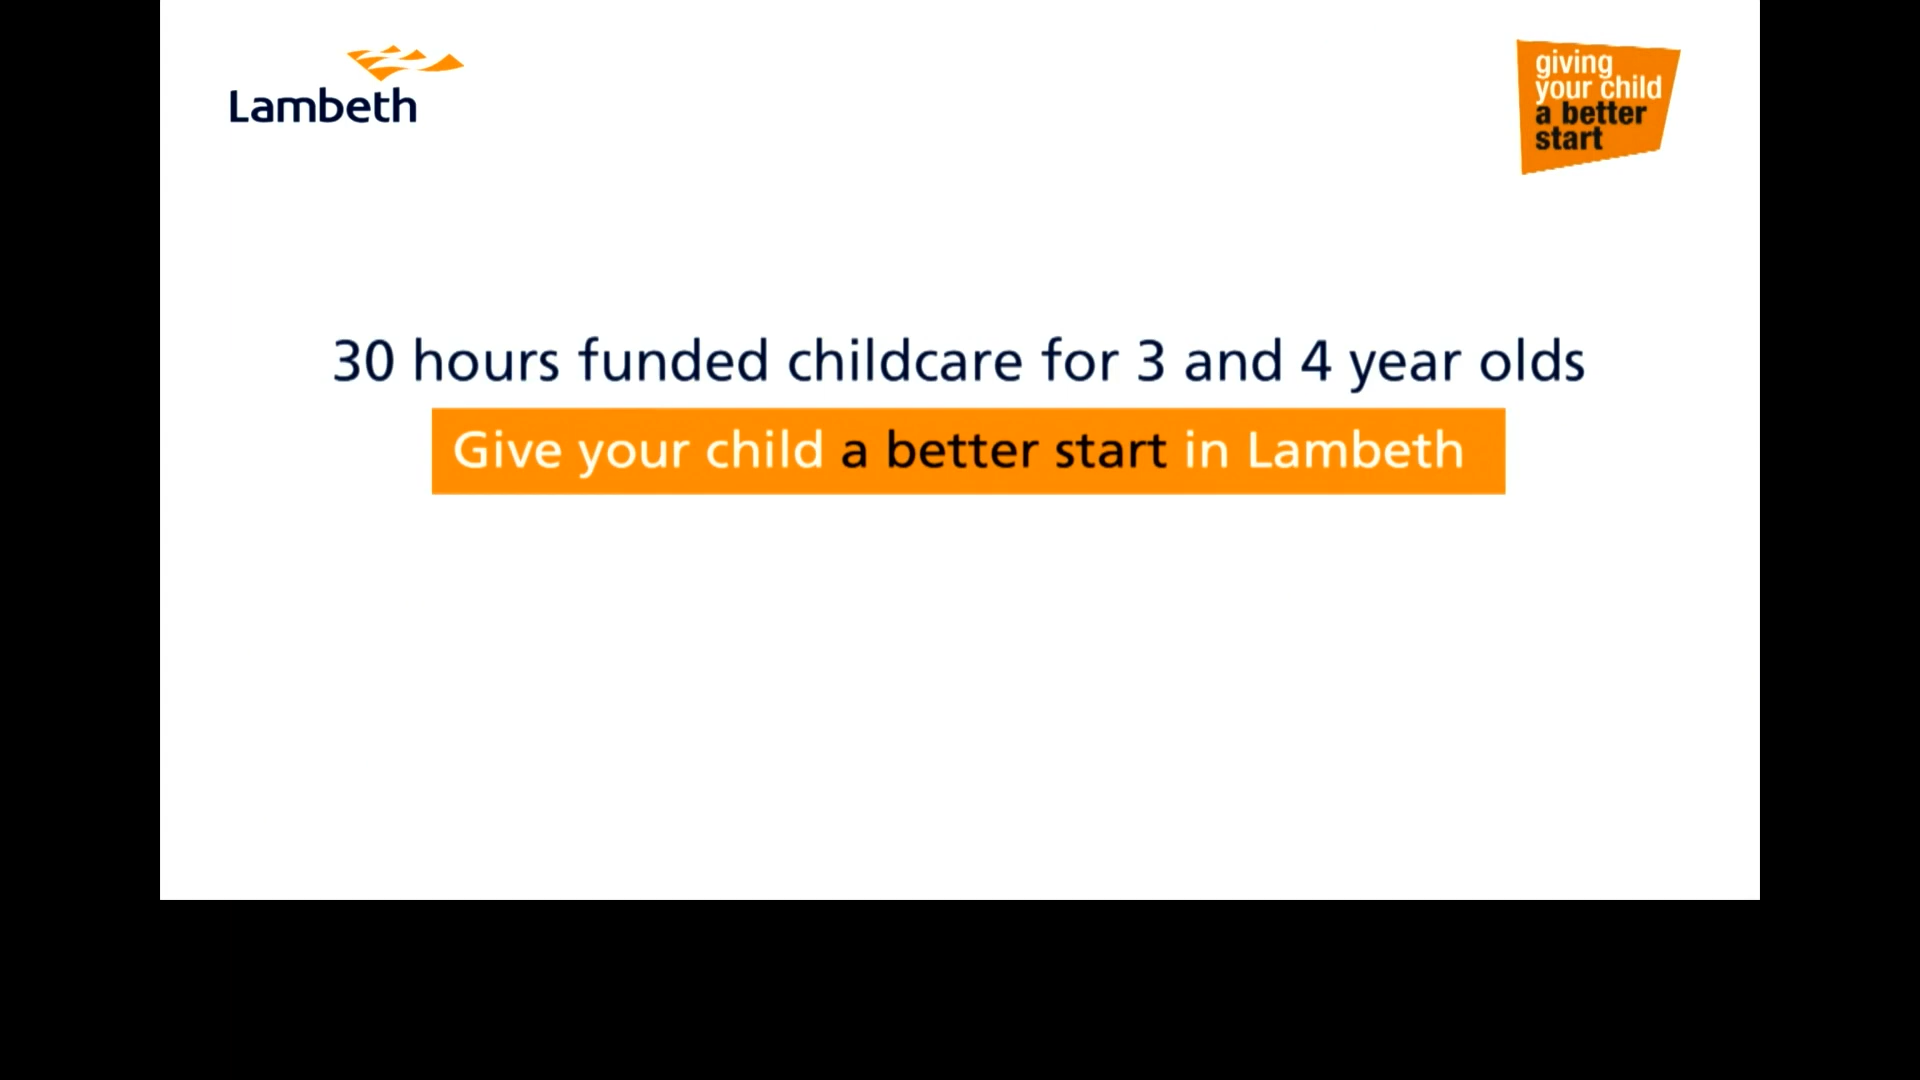 Lambeth
giving
your child
a better
start
30 hours funded childcare for 3 and 4 year olds
Give your child a better start in Lambeth